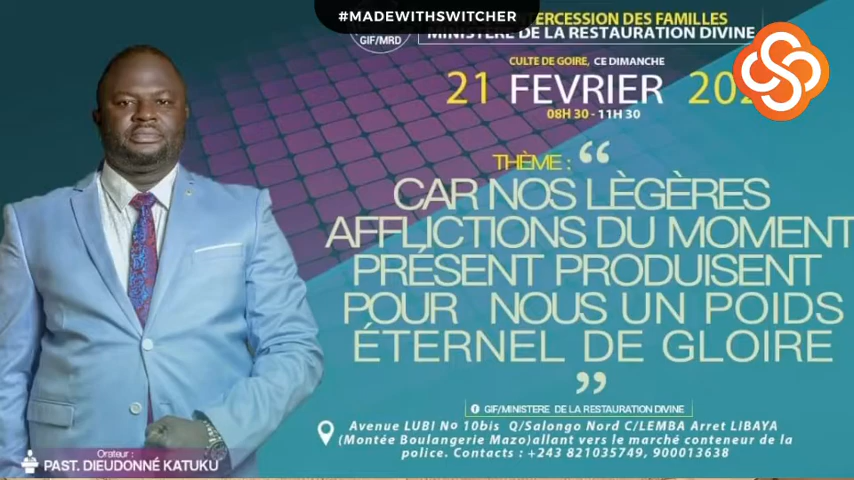 #MADEWITHSWITCHER
INTERCESSION DES FAMILLES
GIF/MRD
MINISTÈRE DE LA RESTAURATION DIVINE
CULTE DE GOIRE, CE DIMANCHE
21 FEVRIER
08H 30 - 11H 30
THÈME : “
CAR NOS LÈGÈRES
AFFLICTIONS DU MOMENT
PRÉSENT PRODUISENT
POUR NOUS UN POIDS
ÉTERNEL DE GLOIRE
”
GIF/MINISTERE DE LA RESTAURATION DIVINE
Avenue LUBI Nº 10bis Q/Salongo Nord C/LEMBA Arret LIBAYA
(Montée Boulangerie Mazo)allant vers le marché conteneur de la
police. Contacts : +243 821035749, 900013638
Orateur :
PAST. DIEUDONNÉ KATUKU